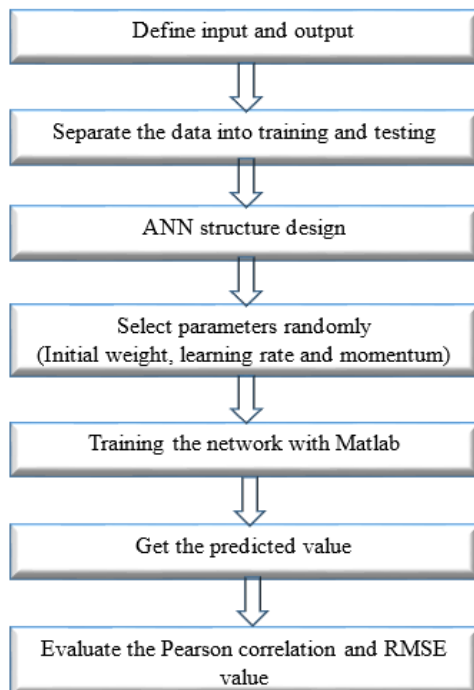 Define input and output
Separate the data into training and testing
ANN structure design
Select parameters randomly
(Initial weight, learning rate and momentum)
Training the network with Matlab
Get the predicted value
Evaluate the Pearson correlation and RMSE
value